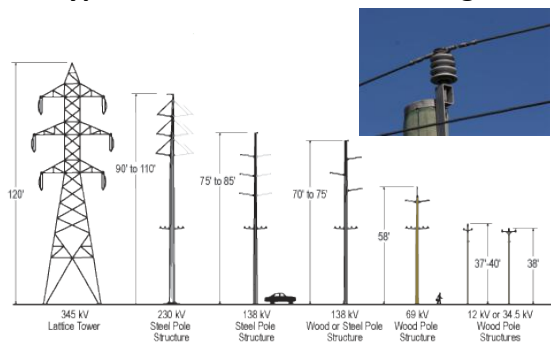 120'
90' to 110'
75' to 85'
70' to 75'
58'
37'-40'
38'
345 kV
Lattice Tower
230 kV
Steel Pole
Structure
138 kV
Steel Pole
Structure
138 kV
Wood or Steel Pole
Structure
69 kV
Wood Pole
Structure
12 kV or 34.5 kV
Wood Pole
Structures